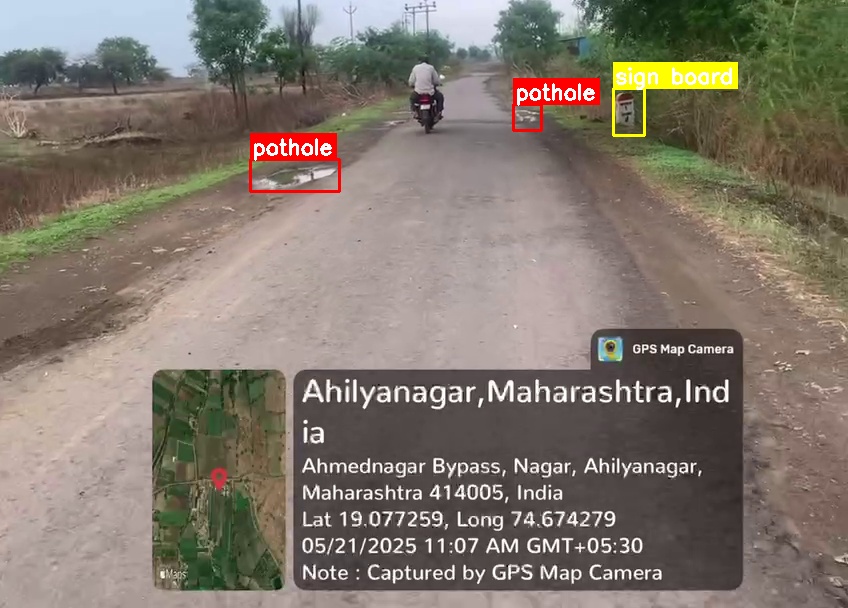 sign board
pothole
pothole
GPS Map Camera
Ahilyanagar,Maharashtra,Ind
ia
Ahmednagar Bypass, Nagar, Ahilyanagar,
Maharashtra 414005, India
Lat 19.077259, Long 74.674279
05/21/2025 11:07 AM GMT+05:30
Note : Captured by GPS Map Camera
Maps